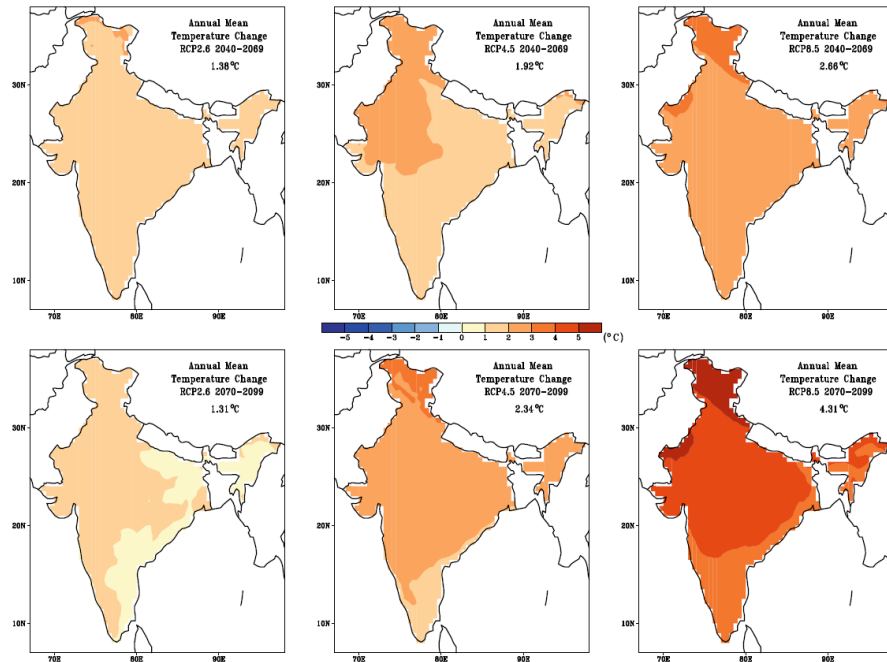 Annual Mean
Temperature Change
RCP2.6 2040-2069
1.38°C
30N
20N
10N
70E
80E
90E
Annual Mean
Temperature Change
RCP4.5 2040-2069
1.92°C
70E
80E
90E
Annual Mean
Temperature Change
RCP8.5 2040-2069
2.66°C
30N
20N
10N
70E
80E
90E
-5 -4 -3 -2 -1 0 1 2 3 4 5 (°C)
Annual Mean
Temperature Change
RCP2.6 2070-2099
1.31°C
30N
20N
10N
70E
80E
90E
Annual Mean
Temperature Change
RCP4.5 2070-2099
2.34°C
30N
20N
10N
70E
80E
90E
Annual Mean
Temperature Change
RCP8.5 2070-2099
4.31°C
30N
20N
10N
70E
80E
90E